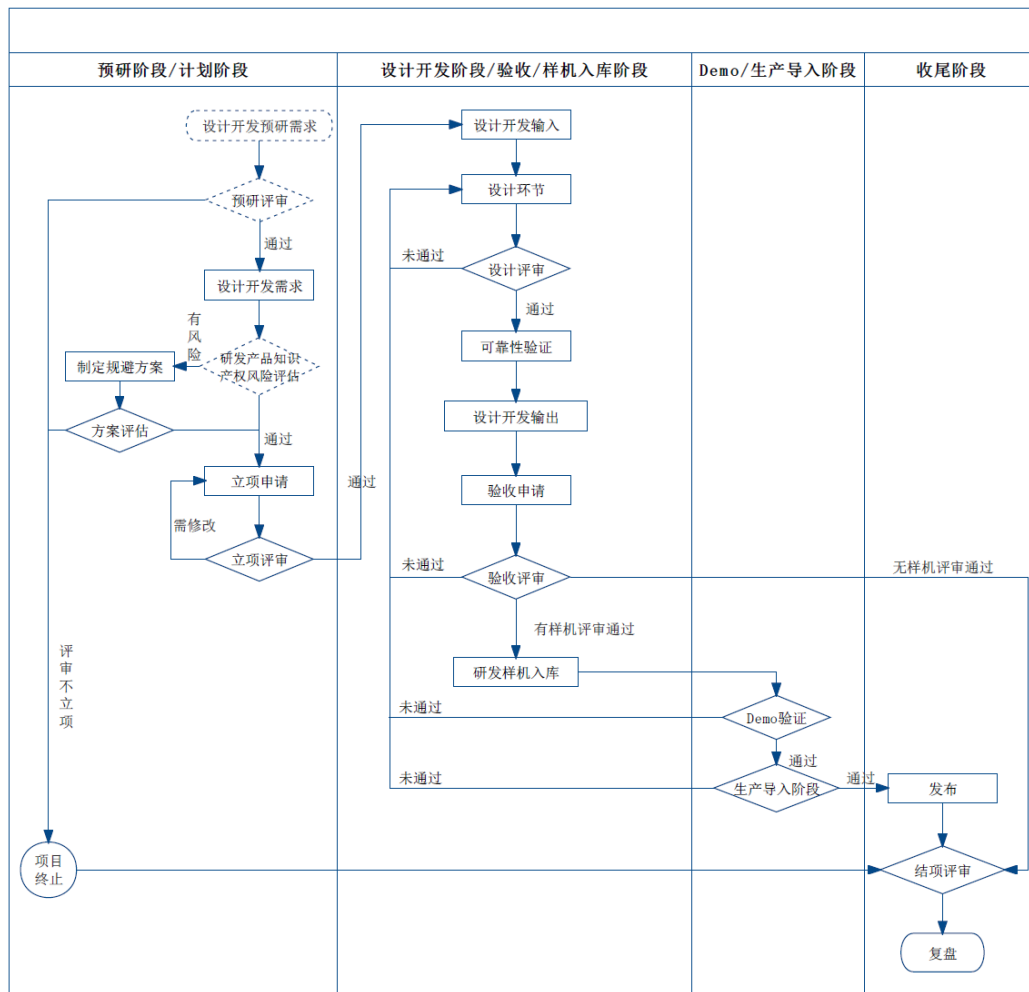 预研阶段/计划阶段
设计开发阶段/验收/样机入库阶段
Demo/生产导入阶段
收尾阶段
设计开发预研需求
预研评审
通过
设计开发需求
有
风
险
研发产品知识
产权风险评估
制定规避方案
方案评估
通过
立项申请
需修改
立项评审
通过
评
审
不
立
项
项目
终止
设计开发输入
设计环节
未通过
设计评审
通过
可靠性验证
设计开发输出
验收申请
未通过
验收评审
无样机评审通过
有样机评审通过
研发样机入库
未通过
Demo验证
通过
未通过
生产导入阶段
通过
发布
结项评审
复盘